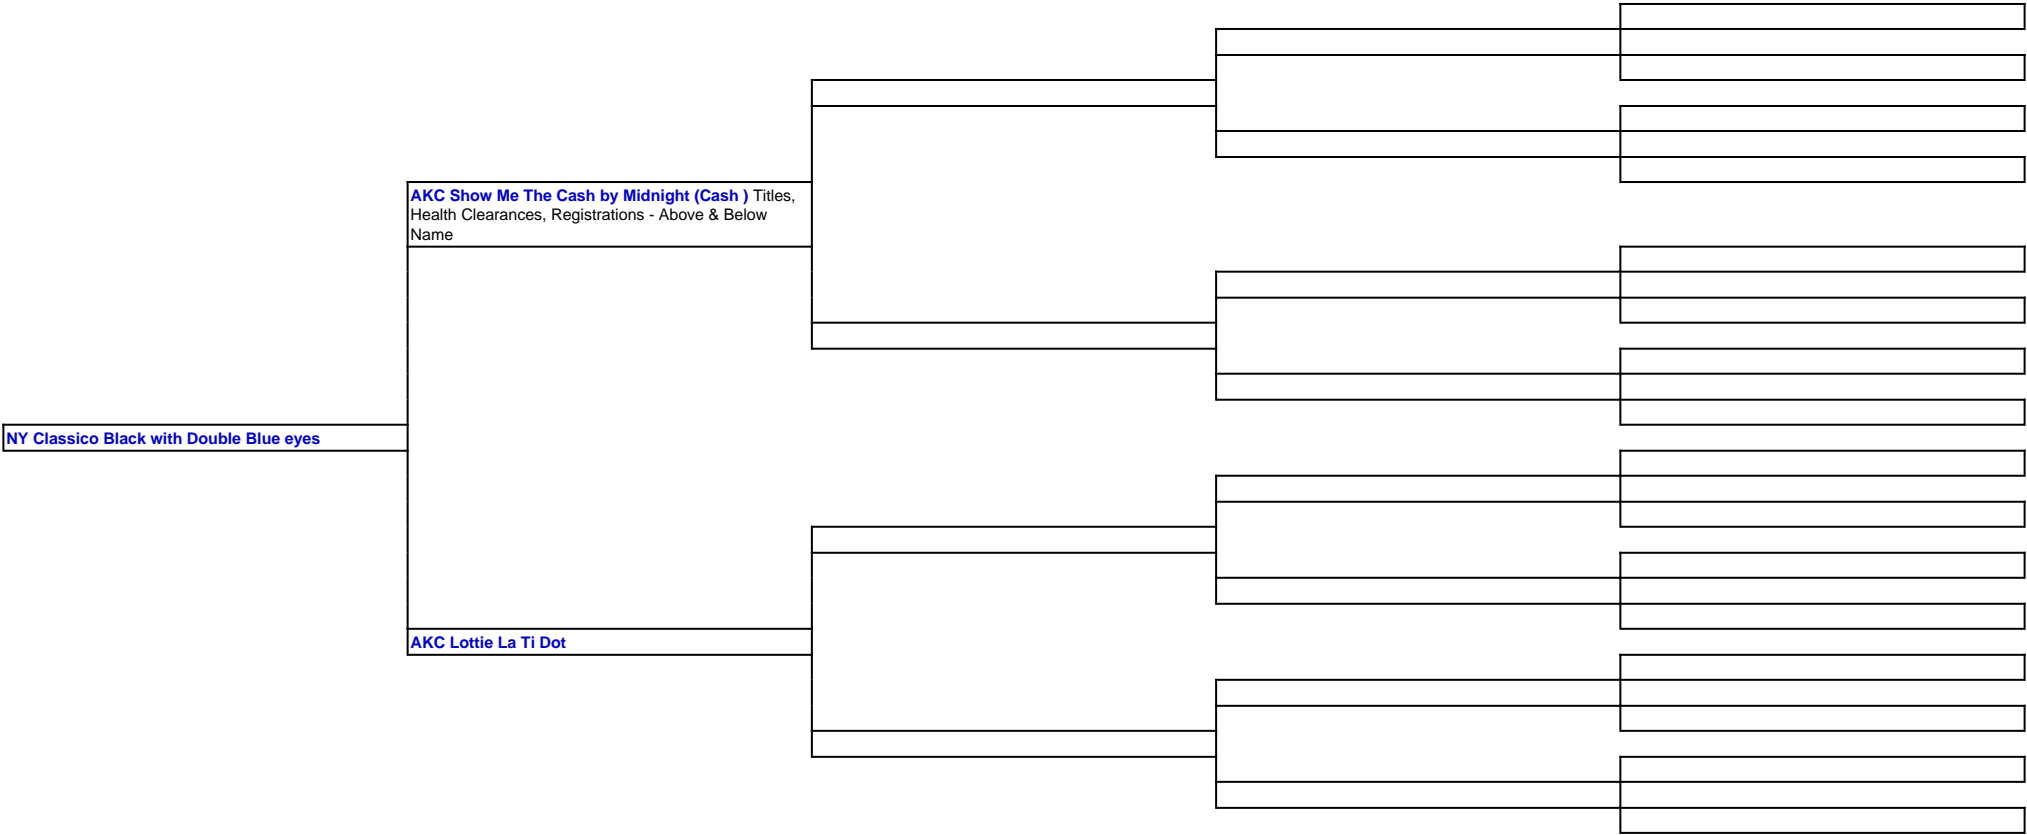 AKC Show Me The Cash by Midnight (Cash ) Titles,
Health Clearances, Registrations - Above & Below
Name
NY Classico Black with Double Blue eyes
AKC Lottie La Ti Dot